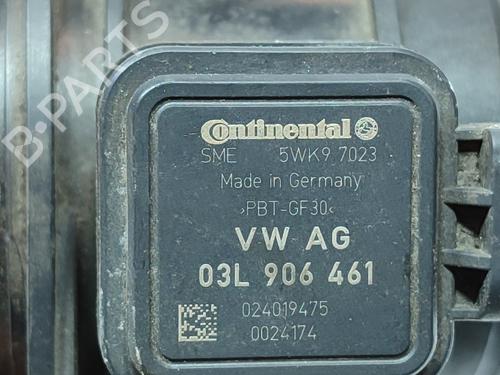 B-PARTS
Continental
SME 5WK9 7023
Made in Germany
›PBT-GF30‹
VW AG
03L 906 461
024019475
0024174